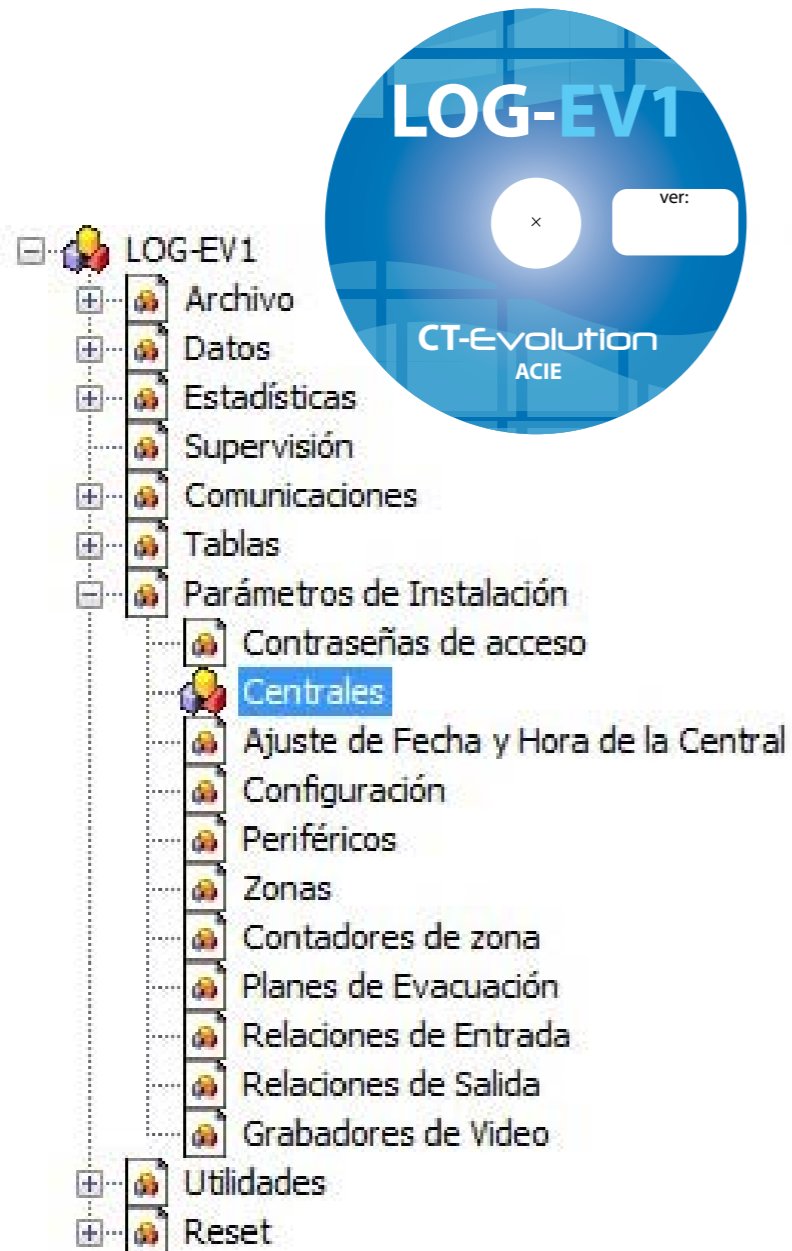 LOG-EV1
ver:
CT-Evolution
ACIE
LOG-EV1
Archivo
Datos
Estadísticas
Supervisión
Comunicaciones
Tablas
Parámetros de Instalación
Contraseñas de acceso
Centrales
Ajuste de Fecha y Hora de la Central
Configuración
Periféricos
Zonas
Contadores de zona
Planes de Evacuación
Relaciones de Entrada
Relaciones de Salida
Grabadores de Video
Utilidades
Reset